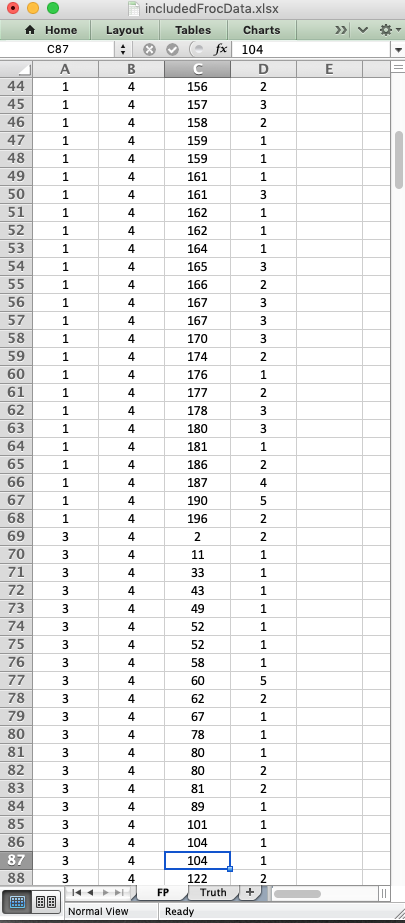 includedFrocData.xlsx
Home Layout Tables Charts >>
C87 fx 104
A B C D E
44 1 4 156 2
45 1 4 157 3
46 1 4 158 2
47 1 4 159 1
48 1 4 159 1
49 1 4 161 1
50 1 4 161 3
51 1 4 162 1
52 1 4 162 1
53 1 4 164 1
54 1 4 165 3
55 1 4 166 2
56 1 4 167 3
57 1 4 167 3
58 1 4 170 3
59 1 4 174 2
60 1 4 176 1
61 1 4 177 2
62 1 4 178 3
63 1 4 180 3
64 1 4 181 1
65 1 4 186 2
66 1 4 187 4
67 1 4 190 5
68 1 4 196 2
69 3 4 2 2
70 3 4 11 1
71 3 4 33 1
72 3 4 43 1
73 3 4 49 1
74 3 4 52 1
75 3 4 52 1
76 3 4 58 1
77 3 4 60 5
78 3 4 62 2
79 3 4 67 1
80 3 4 78 1
81 3 4 80 1
82 3 4 80 2
83 3 4 81 2
84 3 4 89 1
85 3 4 101 1
86 3 4 104 1
87 3 4 104 1
88 3 4 122 2
FP Truth +
Normal View Ready